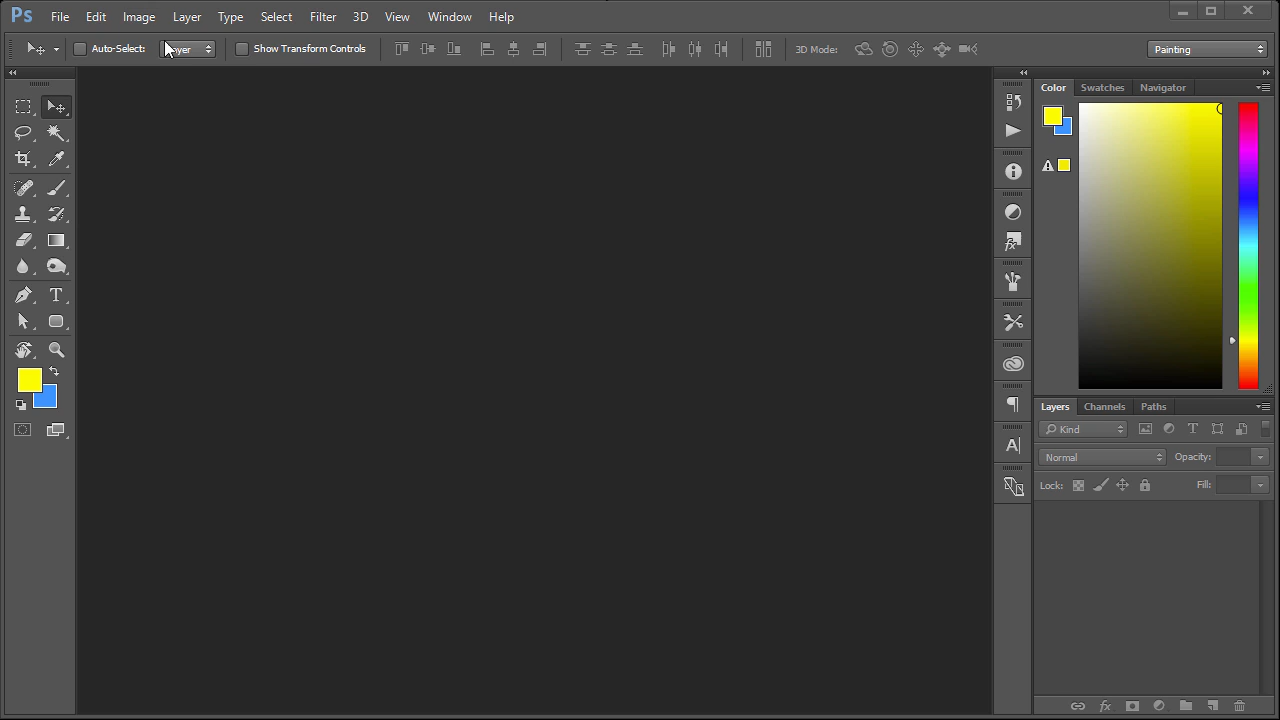 Ps File Edit Image Layer Type Select Filter 3D View Window Help
Auto-Select: Show Transform Controls 3D Mode: Painting
Color Swatches Navigator
Layers Channels Paths
Kind
Normal Opacity:
Lock: Fill: